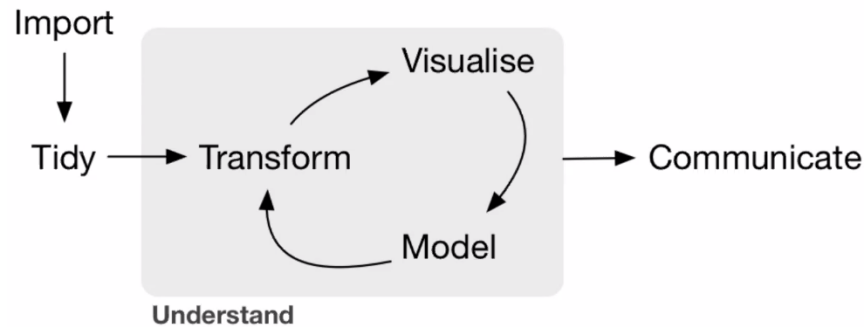 Import
Tidy
Transform
Visualise
Model
Communicate
Understand